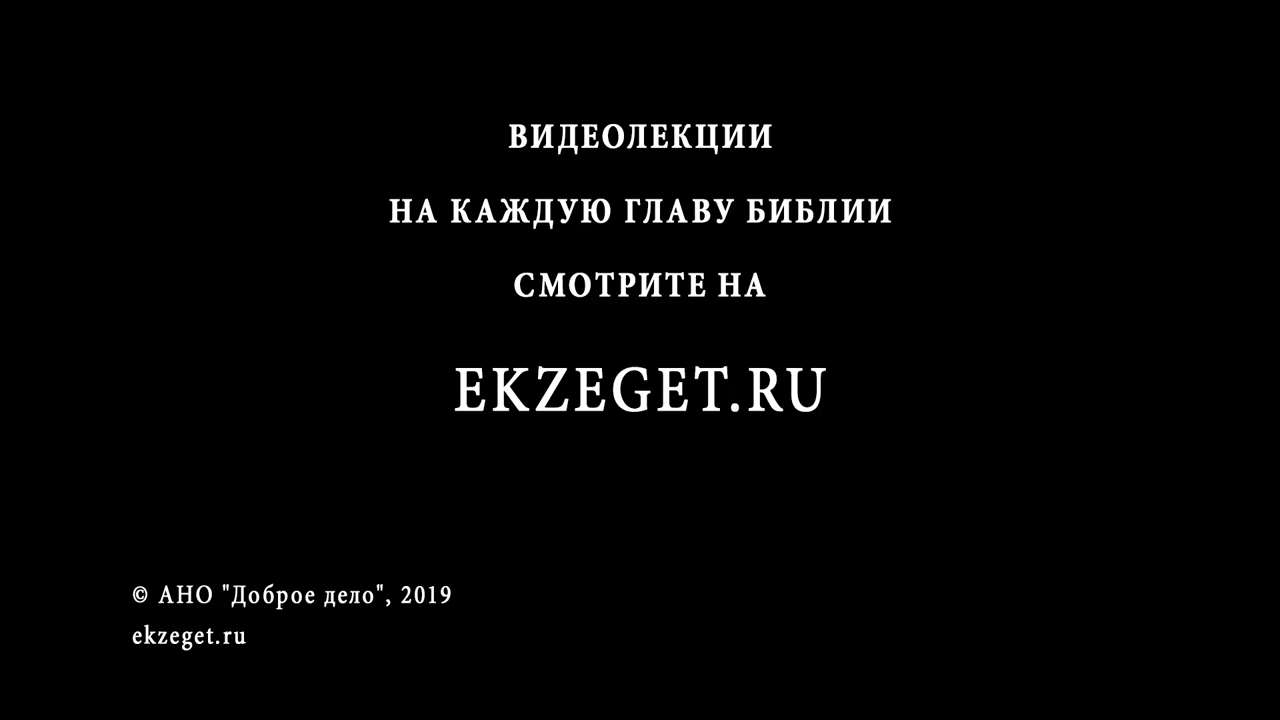 ВИДЕОЛЕКЦИИ
НА КАЖДУЮ ГЛАВУ БИБЛИИ
СМОТРИТЕ НА
EKZEGET.RU
© АНО "Доброе дело", 2019
ekzeget.ru